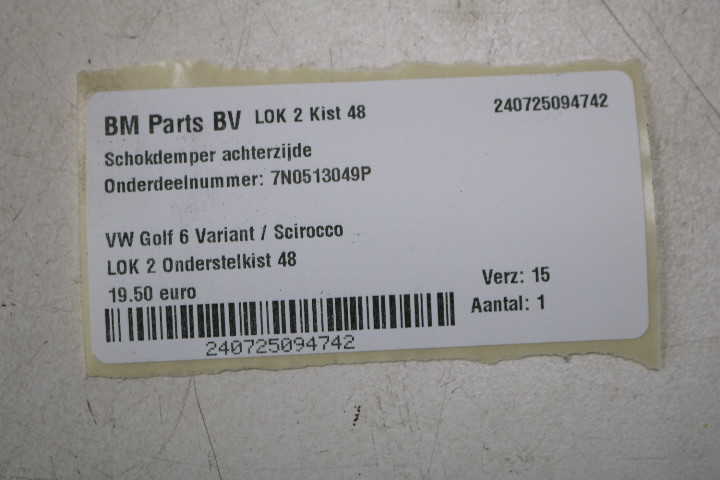 BM Parts BV LOK 2 Kist 48 240725094742
Schokdemper achterzijde
Onderdeelnummer: 7N0513049P
VW Golf 6 Variant / Scirocco
LOK 2 Onderstelkist 48
19.50 euro Verz: 15
Aantal: 1
240725094742